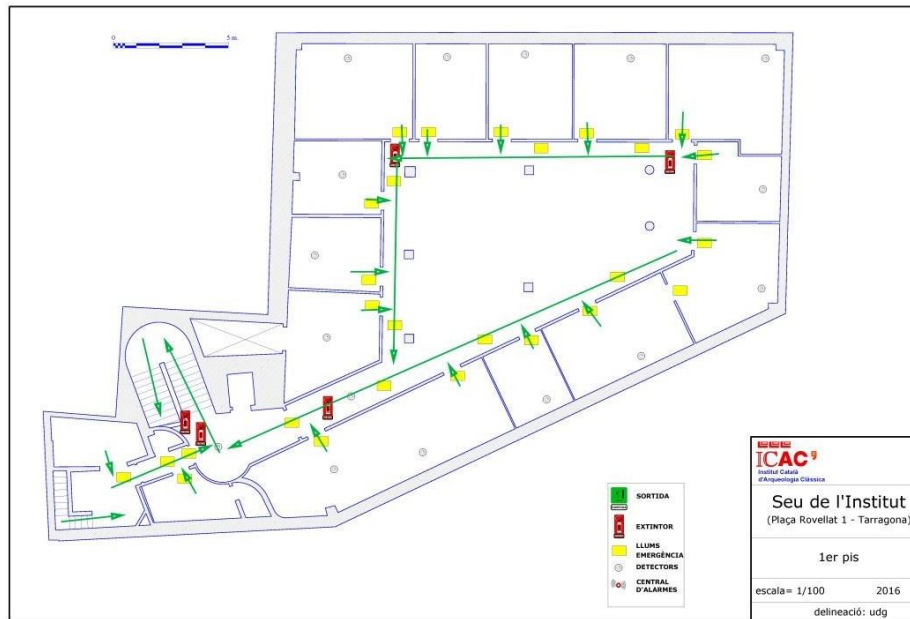 0 5 m.
SORTIDA
EXTINTOR
LLUMS
EMERGÈNCIA
DETECTORS
CENTRAL
D'ALARMES
ICAC
Institut Català
d'Arqueologia Clàssica
Seu de l'Institut
(Plaça Rovellat 1 - Tarragona)
1er pis
escala= 1/100 2016
delineació: udg